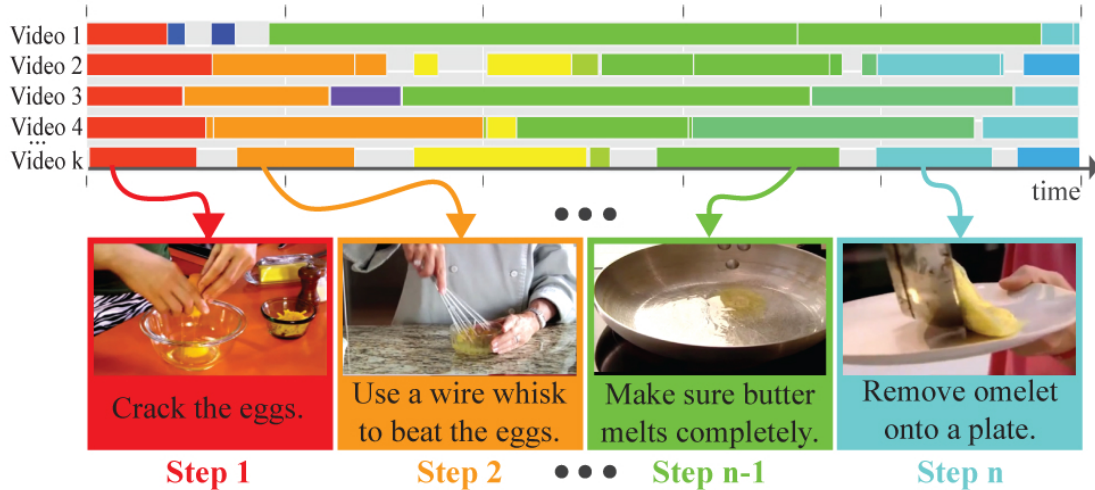 Video 1
Video 2
Video 3
Video 4
...
Video k
time
Crack the eggs.
Use a wire whisk
to beat the eggs.
Make sure butter
melts completely.
Remove omelet
onto a plate.
Step 1
Step 2
Step n-1
Step n